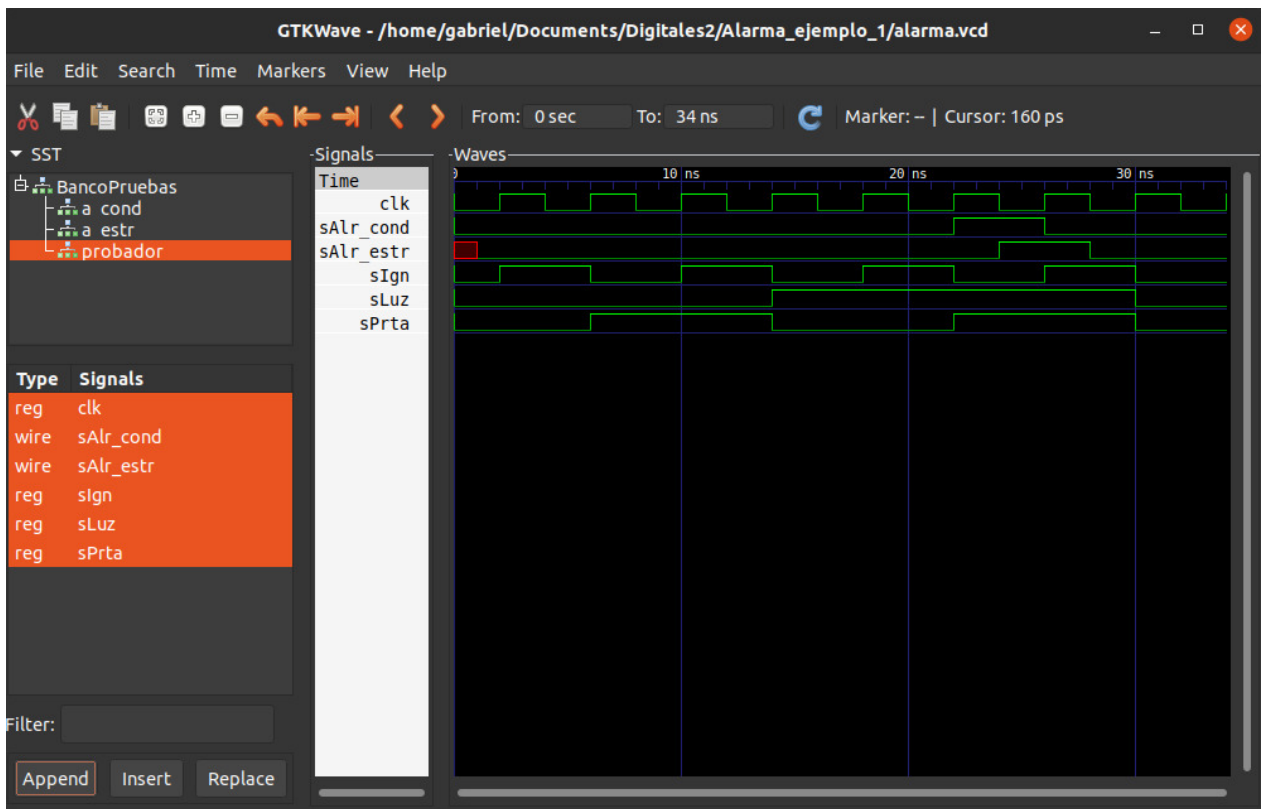 GTKWave - /home/gabriel/Documents/Digitales2/Alarma_ejemplo_1/alarma.vcd
File Edit Search Time Markers View Help
From: 0 sec To: 34 ns Marker: -- | Cursor: 160 ps
SST
BancoPruebas
a_cond
a_estr
probador
Type Signals
reg clk
wire sAlr_cond
wire sAlr_estr
reg sIgn
reg sLuz
reg sPrta
Filter:
Append Insert Replace
Signals
Time
clk
sAlr_cond
sAlr_estr
sIgn
sLuz
sPrta
Waves
0 10 ns 20 ns 30 ns